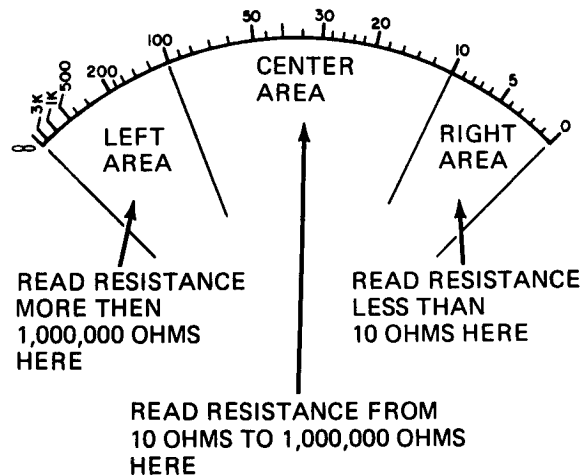 ∞ 3K 1K 500 200 100 50 30 20 10 5 0
CENTER
AREA
LEFT
AREA
RIGHT
AREA
READ RESISTANCE
MORE THEN
1,000,000 OHMS
HERE
READ RESISTANCE
LESS THAN
10 OHMS HERE
READ RESISTANCE FROM
10 OHMS TO 1,000,000 OHMS
HERE